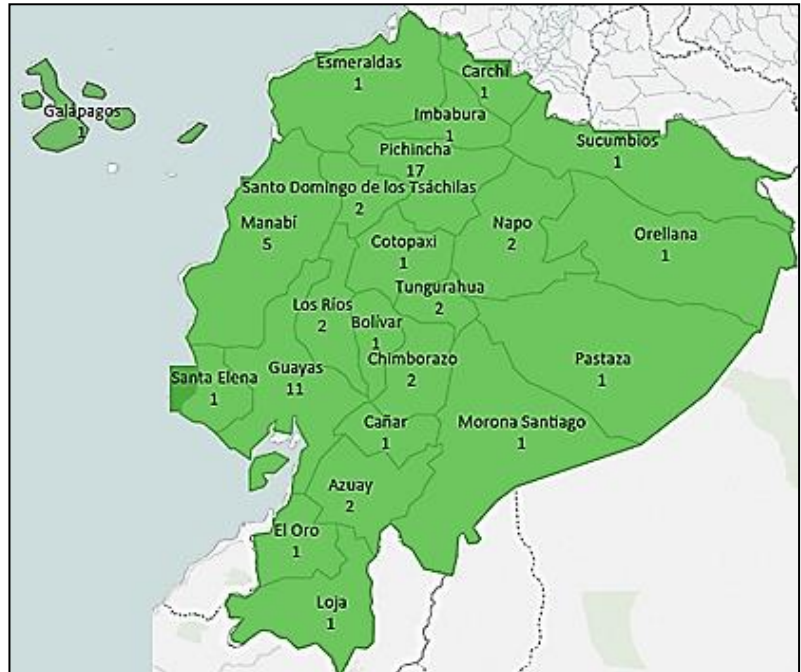 Esmeraldas
1
Carchi
1
Galápagos
1
Imbabura
1
Sucumbios
1
Pichincha
17
Santo Domingo de los Tsáchilas
2
Manabí
5
Napo
2
Orellana
1
Cotopaxi
1
Tungurahua
2
Los Ríos
2
Bolívar
1
Chimborazo
2
Pastaza
1
Guayas
11
Santa Elena
1
Cañar
1
Morona Santiago
1
Azuay
2
El Oro
1
Loja
1